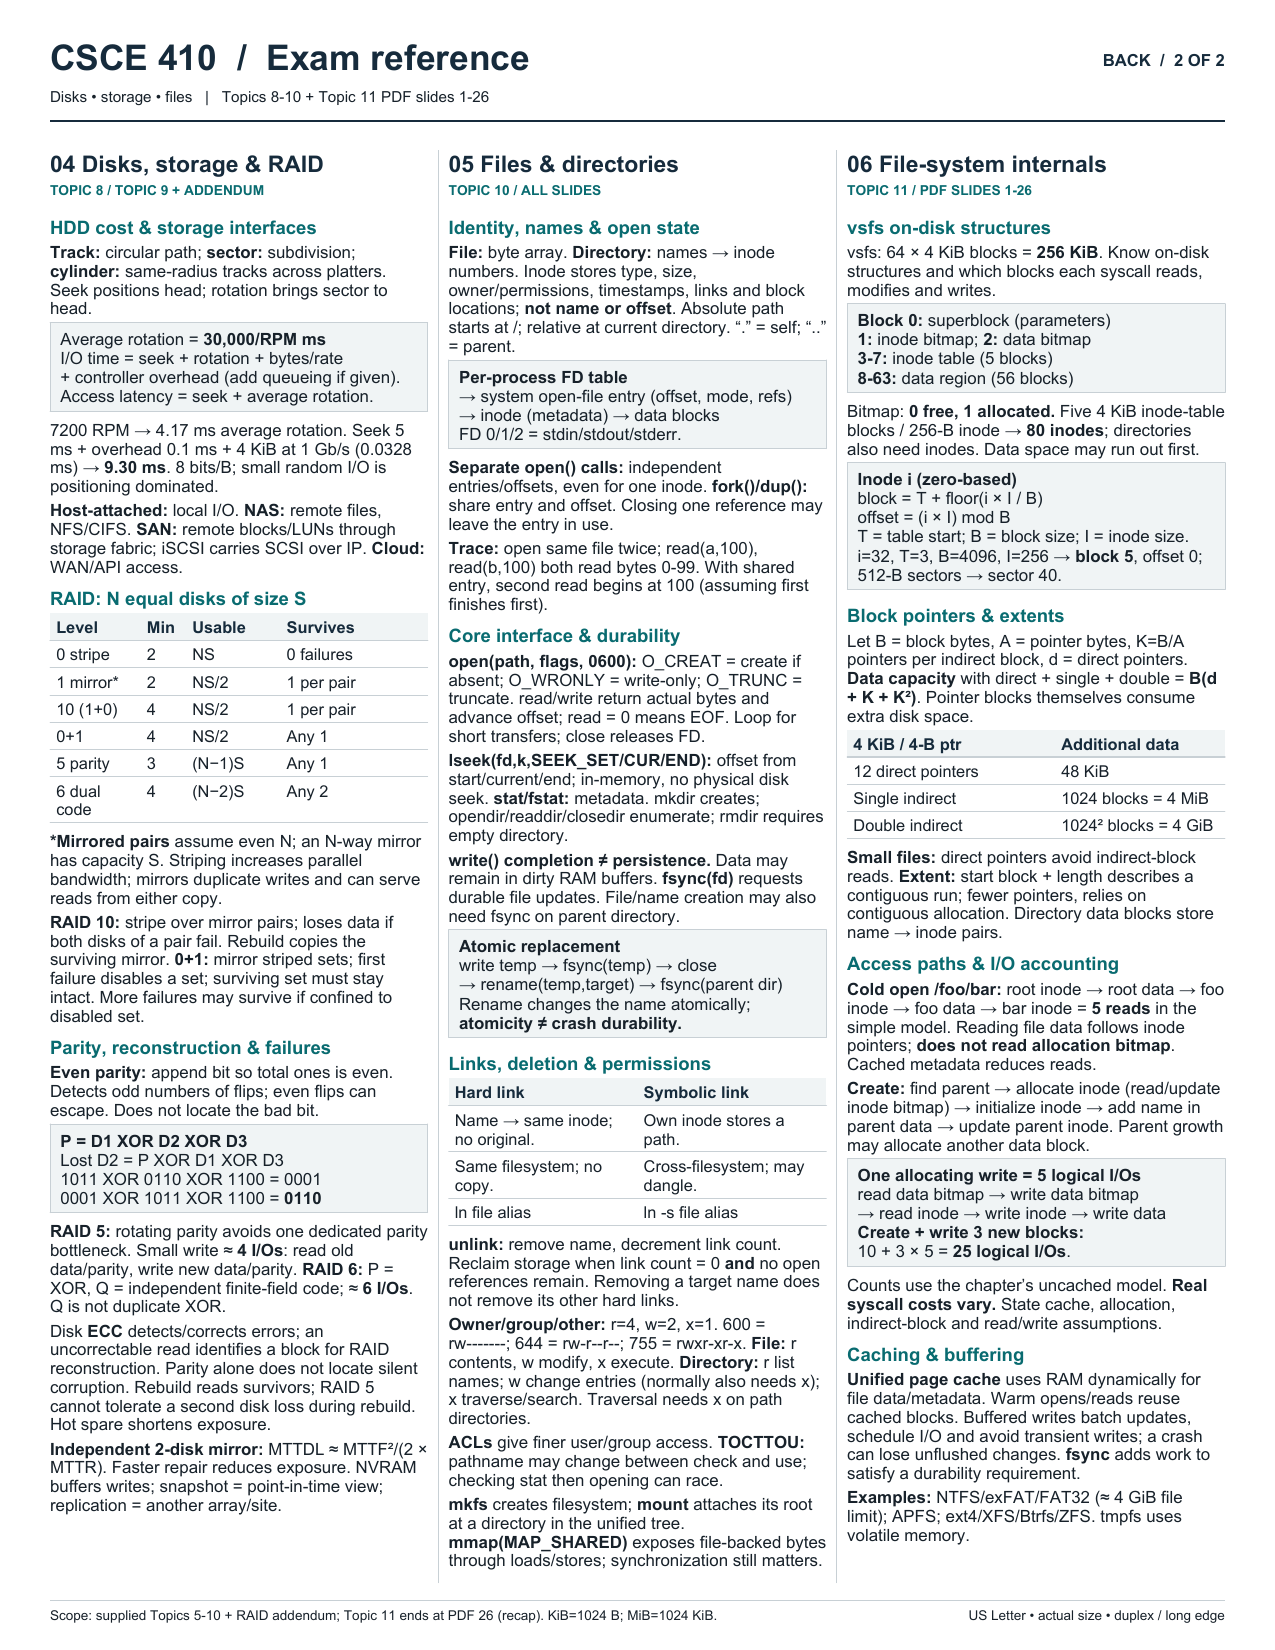 CSCE 410 / Exam reference
BACK / 2 OF 2
Disks • storage • files | Topics 8-10 + Topic 11 PDF slides 1-26
04 Disks, storage & RAID
TOPIC 8 / TOPIC 9 + ADDENDUM
HDD cost & storage interfaces
Track: circular path; sector: subdivision;
cylinder: same-radius tracks across platters.
Seek positions head; rotation brings sector to
head.
Average rotation = 30,000/RPM ms
I/O time = seek + rotation + bytes/rate
+ controller overhead (add queueing if given).
Access latency = seek + average rotation.
7200 RPM → 4.17 ms average rotation. Seek 5
ms + overhead 0.1 ms + 4 KiB at 1 Gb/s (0.0328
ms) → 9.30 ms. 8 bits/B; small random I/O is
positioning dominated.
Host-attached: local I/O. NAS: remote files,
NFS/CIFS. SAN: remote blocks/LUNs through
storage fabric; iSCSI carries SCSI over IP. Cloud:
WAN/API access.
RAID: N equal disks of size S
Level Min Usable Survives
0 stripe 2 NS 0 failures
1 mirror* 2 NS/2 1 per pair
10 (1+0) 4 NS/2 1 per pair
0+1 4 NS/2 Any 1
5 parity 3 (N−1)S Any 1
6 dual code 4 (N−2)S Any 2
*Mirrored pairs assume even N; an N-way mirror
has capacity S. Striping increases parallel
bandwidth; mirrors duplicate writes and can serve
reads from either copy.
RAID 10: stripe over mirror pairs; loses data if
both disks of a pair fail. Rebuild copies the
surviving mirror. 0+1: mirror striped sets; first
failure disables a set; surviving set must stay
intact. More failures may survive if confined to
disabled set.
Parity, reconstruction & failures
Even parity: append bit so total ones is even.
Detects odd numbers of flips; even flips can
escape. Does not locate the bad bit.
P = D1 XOR D2 XOR D3
Lost D2 = P XOR D1 XOR D3
1011 XOR 0110 XOR 1100 = 0001
0001 XOR 1011 XOR 1100 = 0110
RAID 5: rotating parity avoids one dedicated parity
bottleneck. Small write ≈ 4 I/Os: read old
data/parity, write new data/parity. RAID 6: P =
XOR, Q = independent finite-field code; ≈ 6 I/Os.
Q is not duplicate XOR.
Disk ECC detects/corrects errors; an
uncorrectable read identifies a block for RAID
reconstruction. Parity alone does not locate silent
corruption. Rebuild reads survivors; RAID 5
cannot tolerate a second disk loss during rebuild.
Hot spare shortens exposure.
Independent 2-disk mirror: MTTDL ≈ MTTF²/(2 ×
MTTR). Faster repair reduces exposure. NVRAM
buffers writes; snapshot = point-in-time view;
replication = another array/site.
05 Files & directories
TOPIC 10 / ALL SLIDES
Identity, names & open state
File: byte array. Directory: names → inode
numbers. Inode stores type, size,
owner/permissions, timestamps, links and block
locations; not name or offset. Absolute path
starts at /; relative at current directory. “.” = self; “..”
= parent.
Per-process FD table
→ system open-file entry (offset, mode, refs)
→ inode (metadata) → data blocks
FD 0/1/2 = stdin/stdout/stderr.
Separate open() calls: independent
entries/offsets, even for one inode. fork()/dup():
share entry and offset. Closing one reference may
leave the entry in use.
Trace: open same file twice; read(a,100),
read(b,100) both read bytes 0-99. With shared
entry, second read begins at 100 (assuming first
finishes first).
Core interface & durability
open(path, flags, 0600): O_CREAT = create if
absent; O_WRONLY = write-only; O_TRUNC =
truncate. read/write return actual bytes and
advance offset; read = 0 means EOF. Loop for
short transfers; close releases FD.
lseek(fd,k,SEEK_SET/CUR/END): offset from
start/current/end; in-memory, no physical disk
seek. stat/fstat: metadata. mkdir creates;
opendir/readdir/closedir enumerate; rmdir requires
empty directory.
write() completion ≠ persistence. Data may
remain in dirty RAM buffers. fsync(fd) requests
durable file updates. File/name creation may also
need fsync on parent directory.
Atomic replacement
write temp → fsync(temp) → close
→ rename(temp,target) → fsync(parent dir)
Rename changes the name atomically;
atomicity ≠ crash durability.
Links, deletion & permissions
Hard link Symbolic link
Name → same inode; no original. Own inode stores a path.
Same filesystem; no copy. Cross-filesystem; may dangle.
ln file alias ln -s file alias
unlink: remove name, decrement link count.
Reclaim storage when link count = 0 and no open
references remain. Removing a target name does
not remove its other hard links.
Owner/group/other: r=4, w=2, x=1. 600 =
rw-------; 644 = rw-r--r--; 755 = rwxr-xr-x. File: r
contents, w modify, x execute. Directory: r list
names; w change entries (normally also needs x);
x traverse/search. Traversal needs x on path
directories.
ACLs give finer user/group access. TOCTTOU:
pathname may change between check and use;
checking stat then opening can race.
mkfs creates filesystem; mount attaches its root
at a directory in the unified tree.
mmap(MAP_SHARED) exposes file-backed bytes
through loads/stores; synchronization still matters.
06 File-system internals
TOPIC 11 / PDF SLIDES 1-26
vsfs on-disk structures
vsfs: 64 × 4 KiB blocks = 256 KiB. Know on-disk
structures and which blocks each syscall reads,
modifies and writes.
Block 0: superblock (parameters)
1: inode bitmap; 2: data bitmap
3-7: inode table (5 blocks)
8-63: data region (56 blocks)
Bitmap: 0 free, 1 allocated. Five 4 KiB inode-table
blocks / 256-B inode → 80 inodes; directories
also need inodes. Data space may run out first.
Inode i (zero-based)
block = T + floor(i × I / B)
offset = (i × I) mod B
T = table start; B = block size; I = inode size.
i=32, T=3, B=4096, I=256 → block 5, offset 0;
512-B sectors → sector 40.
Block pointers & extents
Let B = block bytes, A = pointer bytes, K=B/A
pointers per indirect block, d = direct pointers.
Data capacity with direct + single + double = B(d
+ K + K²). Pointer blocks themselves consume
extra disk space.
4 KiB / 4-B ptr Additional data
12 direct pointers 48 KiB
Single indirect 1024 blocks = 4 MiB
Double indirect 1024² blocks = 4 GiB
Small files: direct pointers avoid indirect-block
reads. Extent: start block + length describes a
contiguous run; fewer pointers, relies on
contiguous allocation. Directory data blocks store
name → inode pairs.
Access paths & I/O accounting
Cold open /foo/bar: root inode → root data → foo
inode → foo data → bar inode = 5 reads in the
simple model. Reading file data follows inode
pointers; does not read allocation bitmap.
Cached metadata reduces reads.
Create: find parent → allocate inode (read/update
inode bitmap) → initialize inode → add name in
parent data → update parent inode. Parent growth
may allocate another data block.
One allocating write = 5 logical I/Os
read data bitmap → write data bitmap
→ read inode → write inode → write data
Create + write 3 new blocks:
10 + 3 × 5 = 25 logical I/Os.
Counts use the chapter’s uncached model. Real
syscall costs vary. State cache, allocation,
indirect-block and read/write assumptions.
Caching & buffering
Unified page cache uses RAM dynamically for
file data/metadata. Warm opens/reads reuse
cached blocks. Buffered writes batch updates,
schedule I/O and avoid transient writes; a crash
can lose unflushed changes. fsync adds work to
satisfy a durability requirement.
Examples: NTFS/exFAT/FAT32 (≈ 4 GiB file
limit); APFS; ext4/XFS/Btrfs/ZFS. tmpfs uses
volatile memory.
Scope: supplied Topics 5-10 + RAID addendum; Topic 11 ends at PDF 26 (recap). KiB=1024 B; MiB=1024 KiB.
US Letter • actual size • duplex / long edge